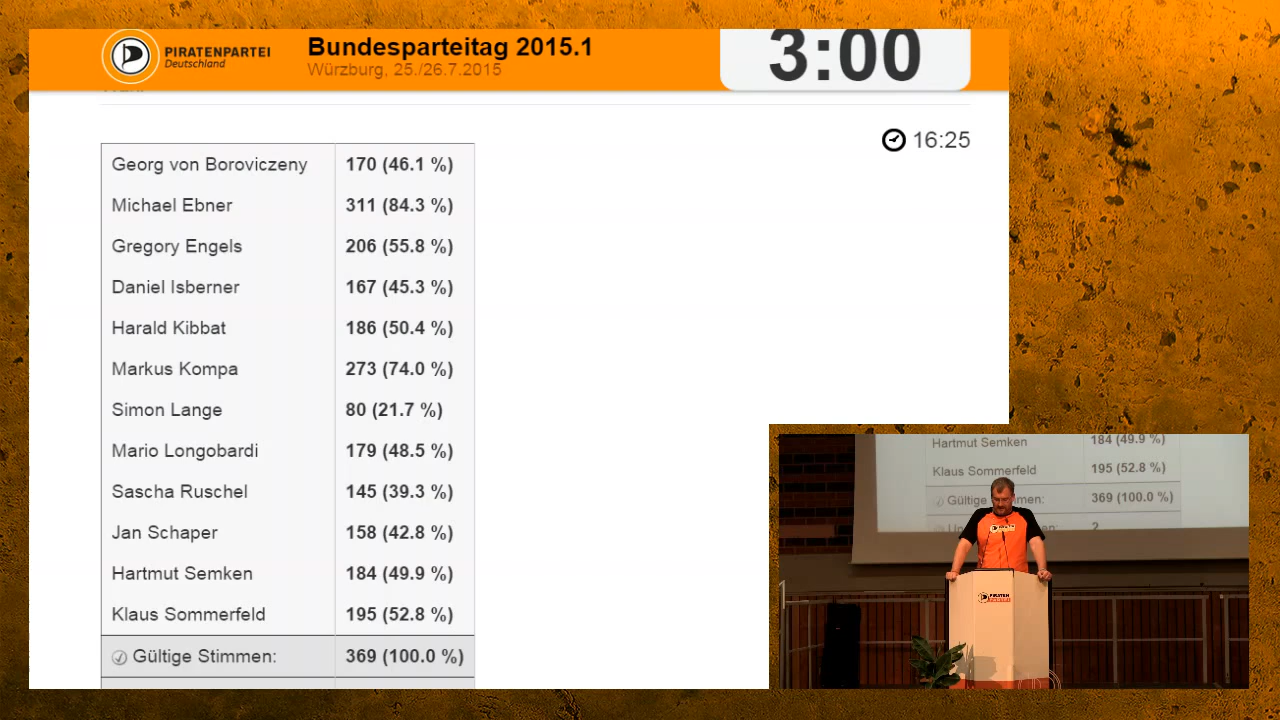 PIRATENPARTEI
Deutschland
Bundesparteitag 2015.1
Würzburg, 25./26.7.2015
3:00
16:25
Georg von Boroviczeny 170 (46.1 %)
Michael Ebner 311 (84.3 %)
Gregory Engels 206 (55.8 %)
Daniel Isberner 167 (45.3 %)
Harald Kibbat 186 (50.4 %)
Markus Kompa 273 (74.0 %)
Simon Lange 80 (21.7 %)
Mario Longobardi 179 (48.5 %)
Sascha Ruschel 145 (39.3 %)
Jan Schaper 158 (42.8 %)
Hartmut Semken 184 (49.9 %)
Klaus Sommerfeld 195 (52.8 %)
Gültige Stimmen: 369 (100.0 %)
Hartmut Semken 184 (49.9 %)
Klaus Sommerfeld 195 (52.8 %)
369 (100.0 %)
2
PIRATEN
PARTEI